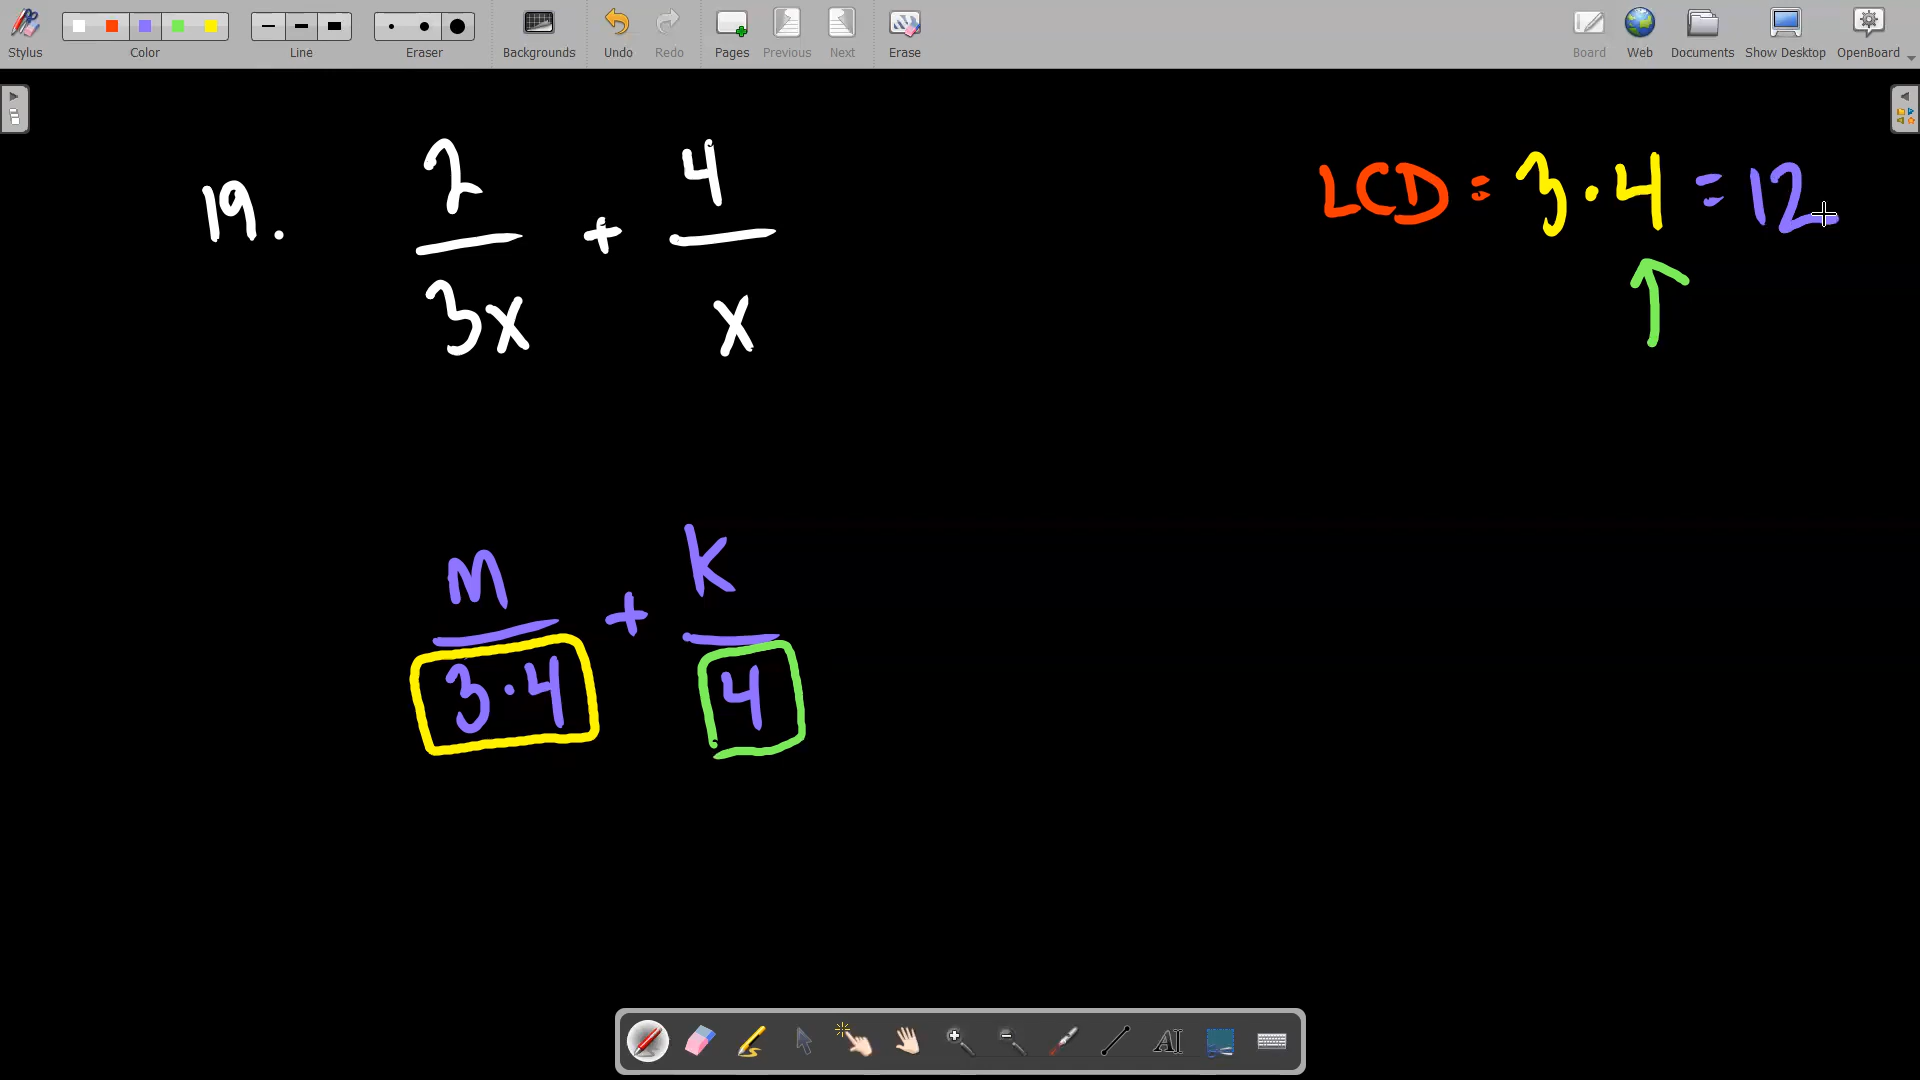 Stylus Color Line Eraser Backgrounds Undo Redo Pages Previous Next Erase Board Web Documents Show Desktop OpenBoard
19. 2/3x + 4/x
LCD = 3 · 4 = 12
m/3·4 + k/4